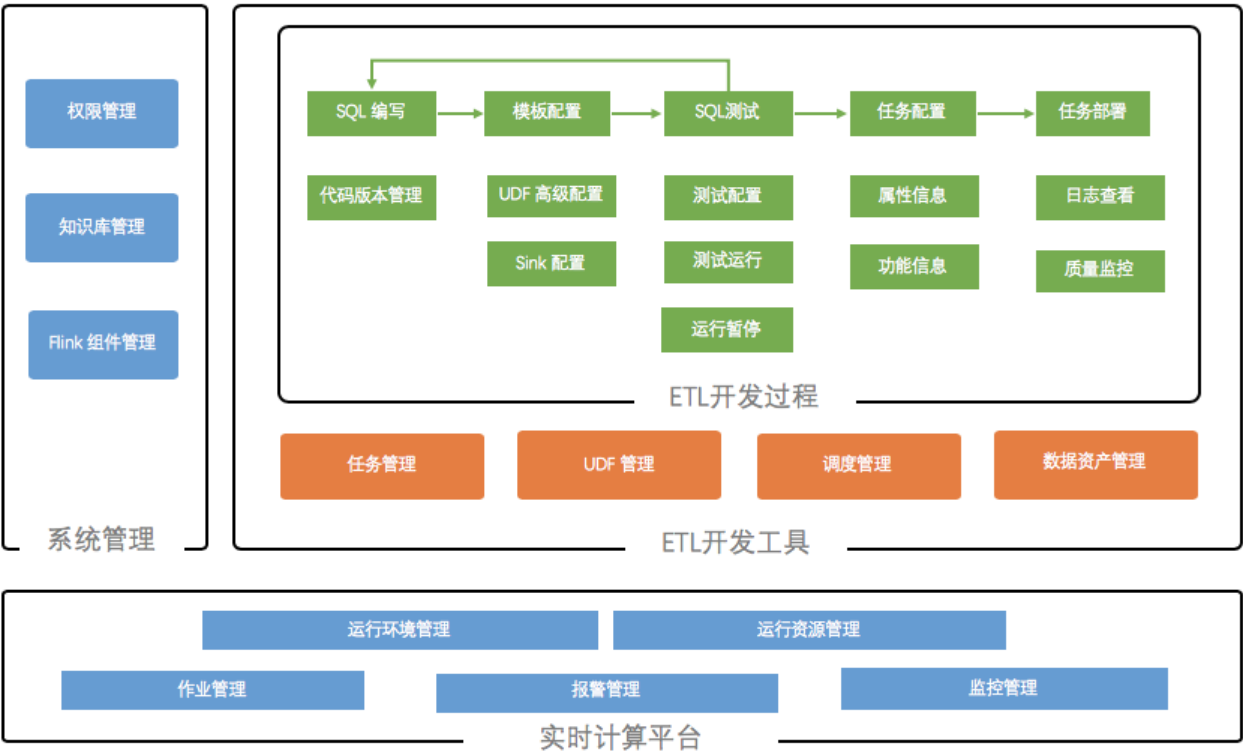 权限管理
知识库管理
Flink 组件管理
系统管理
SQL 编写
模板配置
SQL测试
任务配置
任务部署
代码版本管理
UDF 高级配置
测试配置
属性信息
日志查看
Sink 配置
测试运行
功能信息
质量监控
运行暂停
ETL开发过程
任务管理
UDF 管理
调度管理
数据资产管理
ETL开发工具
运行环境管理
运行资源管理
作业管理
报警管理
监控管理
实时计算平台